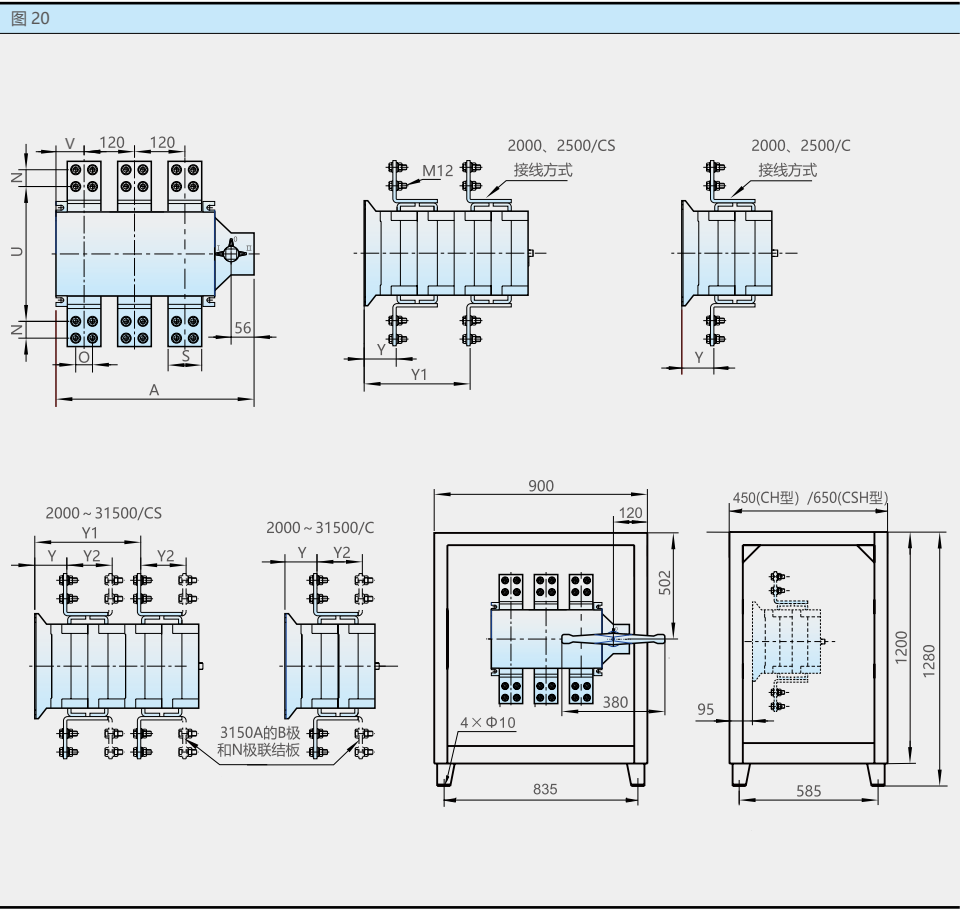 图 20
V 120 120
N
U
N
O
S
56
A
2000、2500/CS
接线方式
M12
Y
Y1
2000、2500/C
接线方式
Y
2000～31500/CS
Y1
Y Y2 Y2
2000～31500/C
Y Y2
3150A的B极
和N极联结板
900
120
502
380
4×Φ10
835
450(CH型）/650(CSH型）
1200
1280
95
585